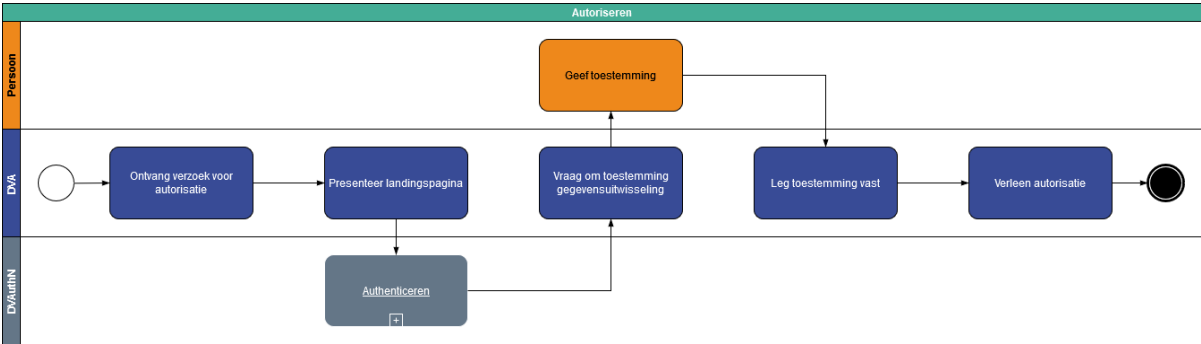 Autoriseren
Persoon
Geef toestemming
DVA
Ontvang verzoek voor
autorisatie
Presenteer landingspagina
Vraag om toestemming
gegevensuitwisseling
Leg toestemming vast
Verleen autorisatie
DVAuthN
Authenticeren
+